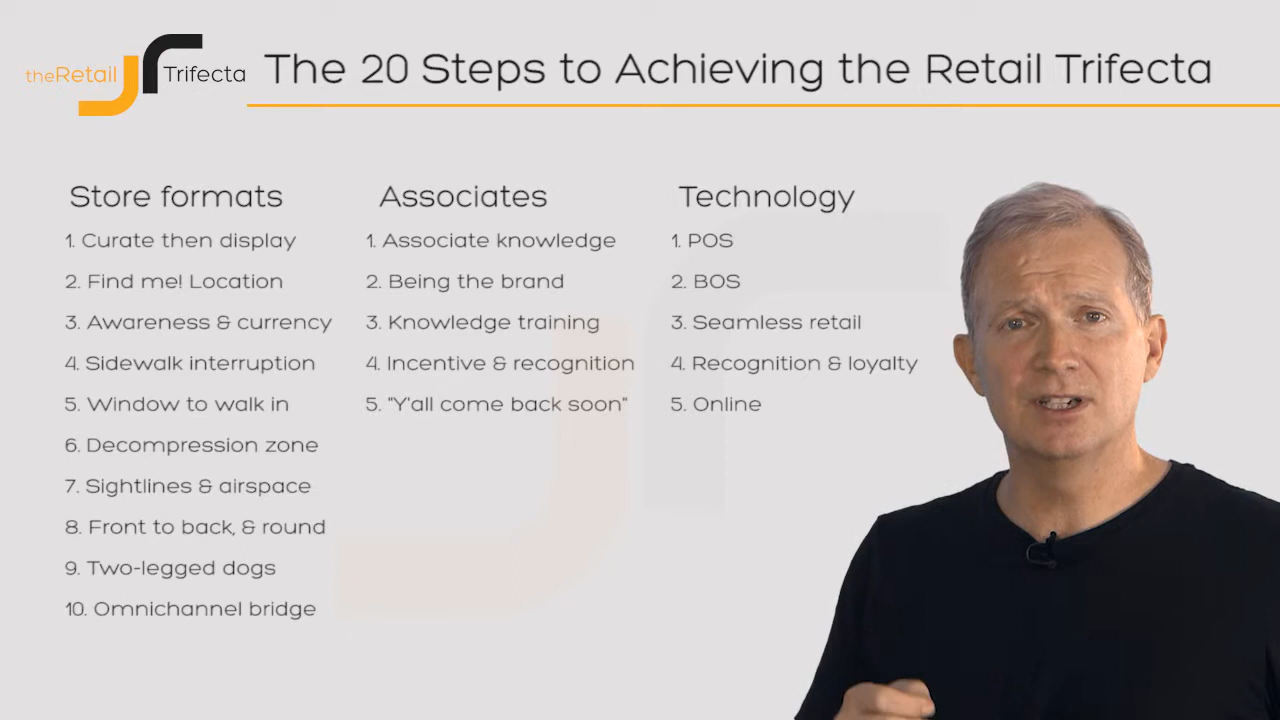 theRetail Trifecta
The 20 Steps to Achieving the Retail Trifecta
Store formats
1. Curate then display
2. Find me! Location
3. Awareness & currency
4. Sidewalk interruption
5. Window to walk in
6. Decompression zone
7. Sightlines & airspace
8. Front to back, & round
9. Two-legged dogs
10. Omnichannel bridge
Associates
1. Associate knowledge
2. Being the brand
3. Knowledge training
4. Incentive & recognition
5. "Y'all come back soon"
Technology
1. POS
2. BOS
3. Seamless retail
4. Recognition & loyalty
5. Online